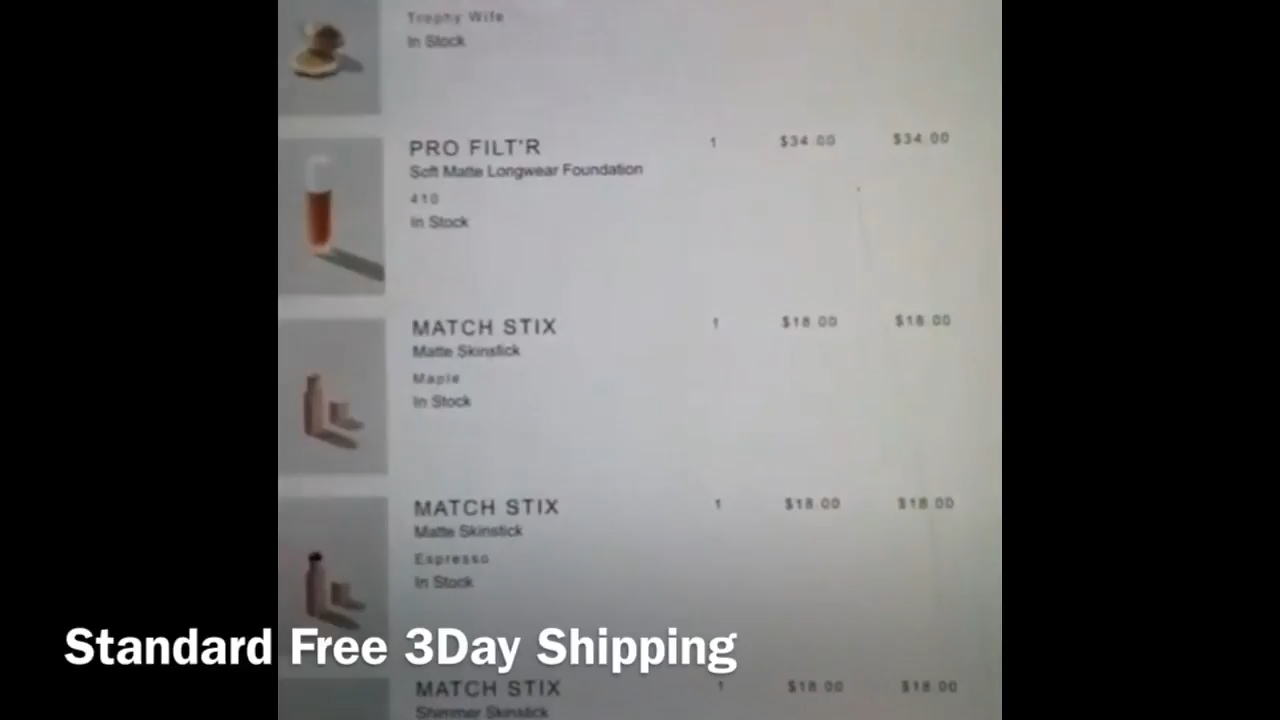 Trophy Wife
In Stock
PRO FILT'R 1 $34.00 $34.00
Soft Matte Longwear Foundation
410
In Stock
MATCH STIX 1 $18.00 $18.00
Matte Skinstick
Maple
In Stock
MATCH STIX 1 $18.00 $18.00
Matte Skinstick
Espresso
In Stock
Standard Free 3Day Shipping
MATCH STIX 1 $18.00 $18.00
Shimmer Skinstick